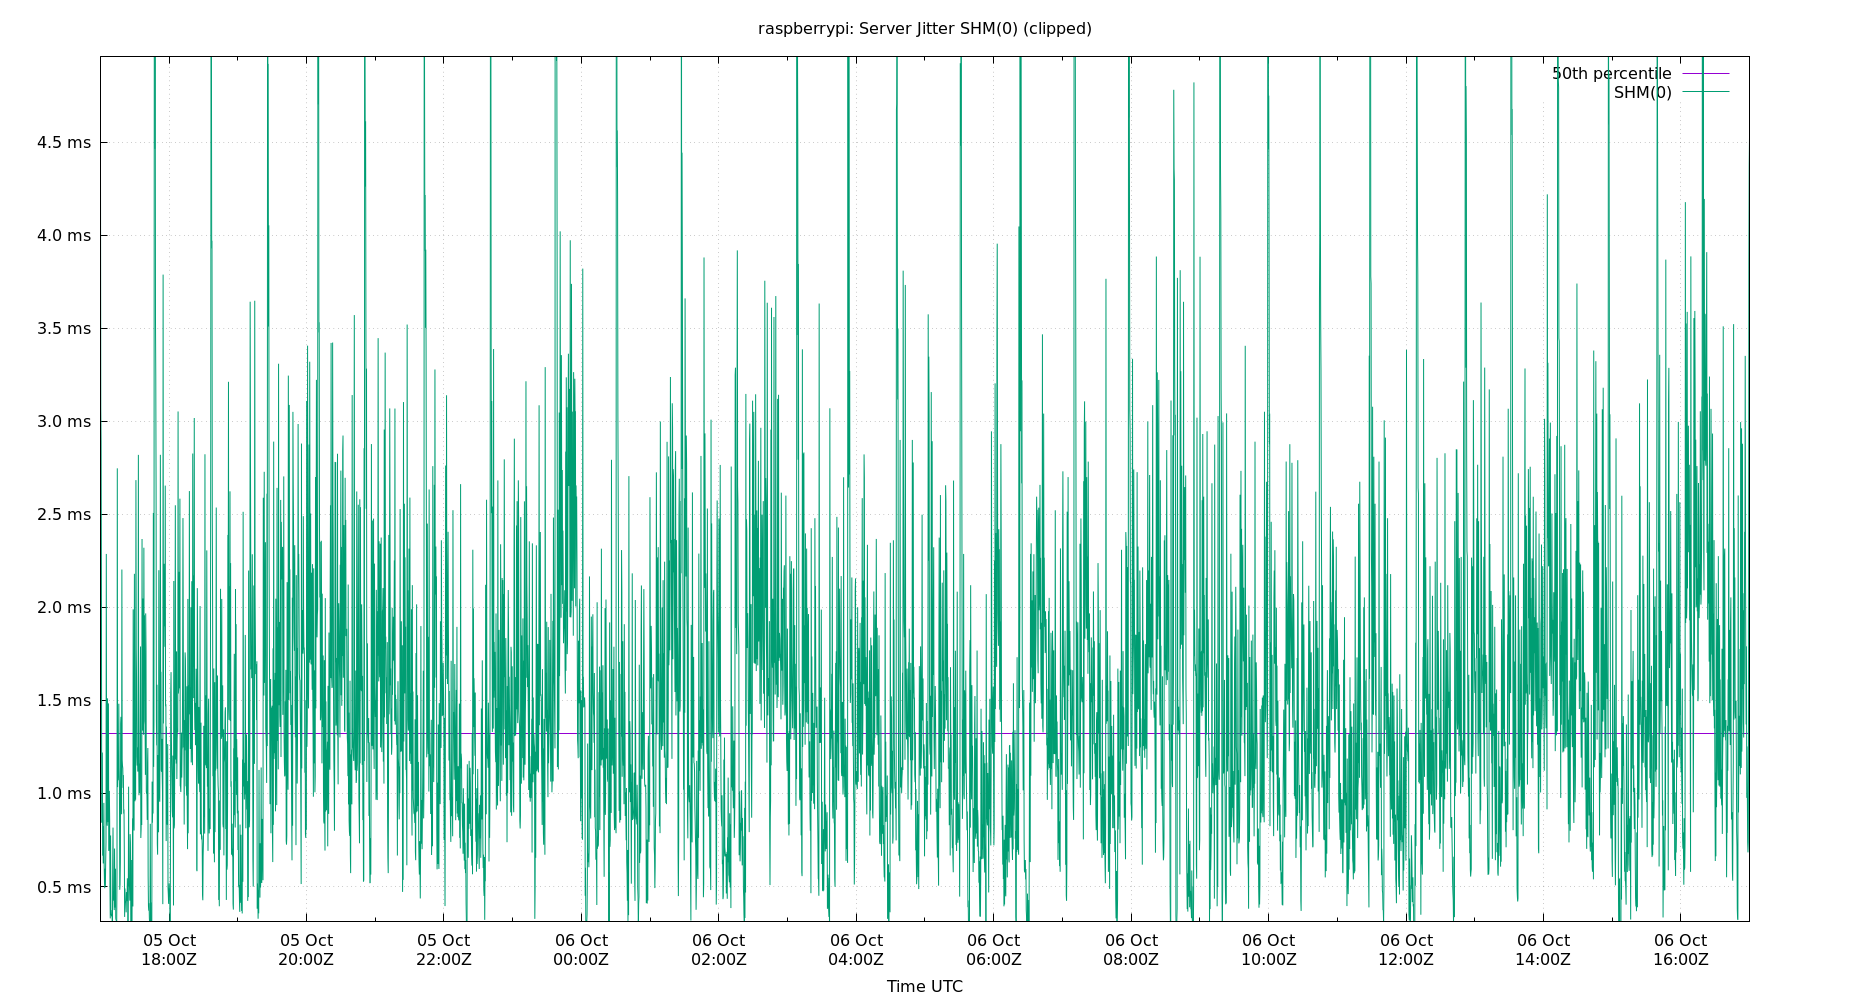 raspberrypi: Server Jitter SHM(0) (clipped)
50th percentile
SHM(0)
4.5 ms
4.0 ms
3.5 ms
3.0 ms
2.5 ms
2.0 ms
1.5 ms
1.0 ms
0.5 ms
05 Oct 05 Oct 05 Oct 06 Oct 06 Oct 06 Oct 06 Oct 06 Oct 06 Oct 06 Oct 06 Oct 06 Oct
18:00Z 20:00Z 22:00Z 00:00Z 02:00Z 04:00Z 06:00Z 08:00Z 10:00Z 12:00Z 14:00Z 16:00Z
Time UTC